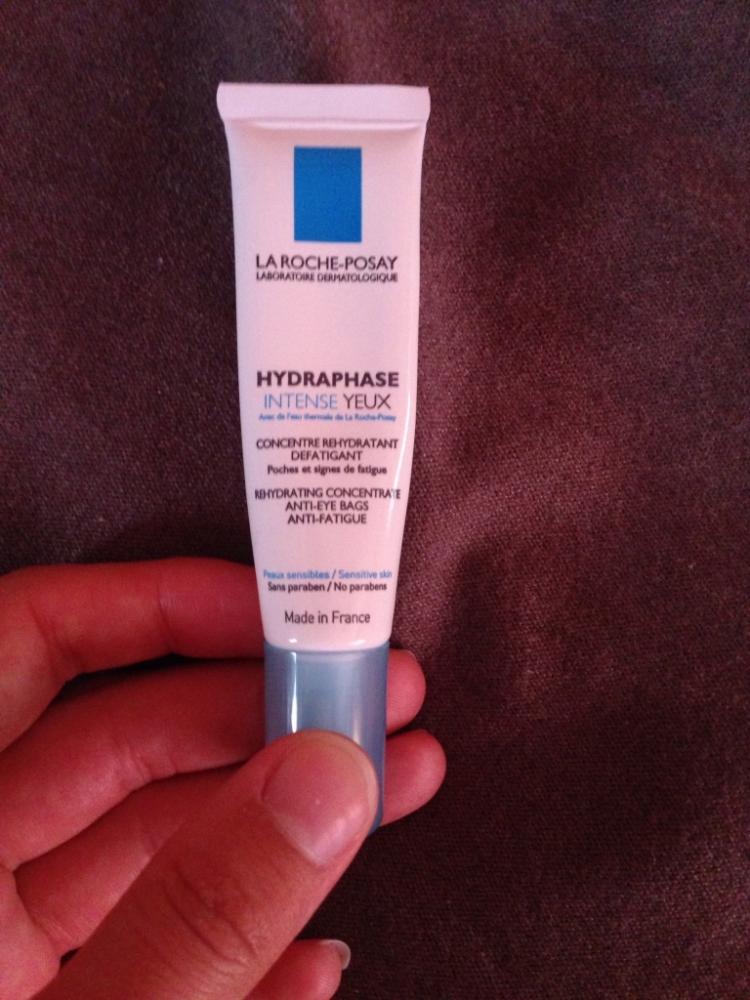 LA ROCHE-POSAY
LABORATOIRE DERMATOLOGIQUE
HYDRAPHASE
INTENSE YEUX
Avec de l'eau thermale de La Roche-Posay
CONCENTRE REHYDRATANT
DEFATIGANT
Poches et signes de fatigue
REHYDRATING CONCENTRATE
ANTI-EYE BAGS
ANTI-FATIGUE
Peaux sensibles / Sensitive skin
Sans paraben / No parabens
Made in France